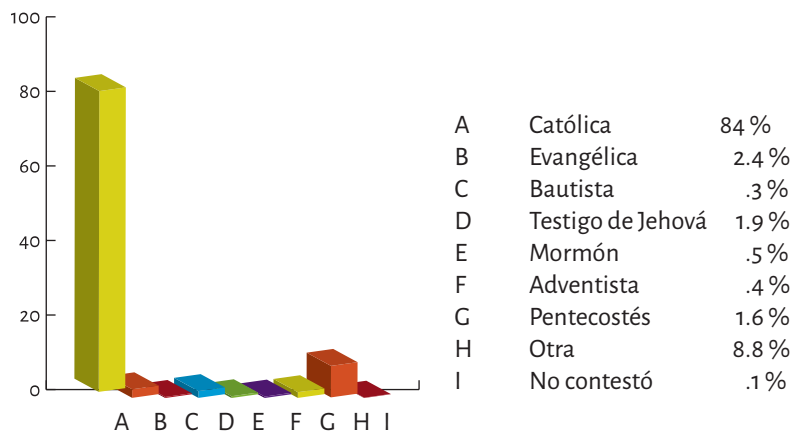 100
80
60
40
20
0
A B C D E F G H I
A Católica 84 %
B Evangélica 2.4 %
C Bautista .3 %
D Testigo de Jehová 1.9 %
E Mormón .5 %
F Adventista .4 %
G Pentecostés 1.6 %
H Otra 8.8 %
I No contestó .1 %